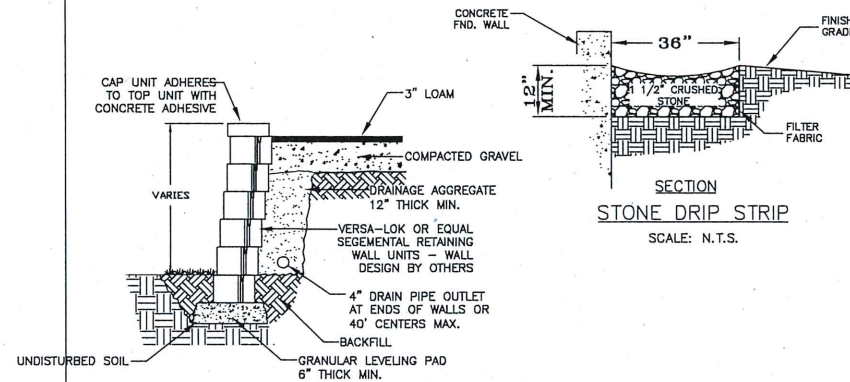 CAP UNIT ADHERES
TO TOP UNIT WITH
CONCRETE ADHESIVE
3" LOAM
COMPACTED GRAVEL
VARIES
DRAINAGE AGGREGATE
12" THICK MIN.
VERSA-LOK OR EQUAL
SEGEMENTAL RETAINING
WALL UNITS - WALL
DESIGN BY OTHERS
4" DRAIN PIPE OUTLET
AT ENDS OF WALLS OR
40' CENTERS MAX.
BACKFILL
UNDISTURBED SOIL
GRANULAR LEVELING PAD
6" THICK MIN.
CONCRETE
FND. WALL
36"
FINISH
GRAD
12"
MIN.
1 1/2" CRUSHED
STONE
FILTER
FABRIC
SECTION
STONE DRIP STRIP
SCALE: N.T.S.